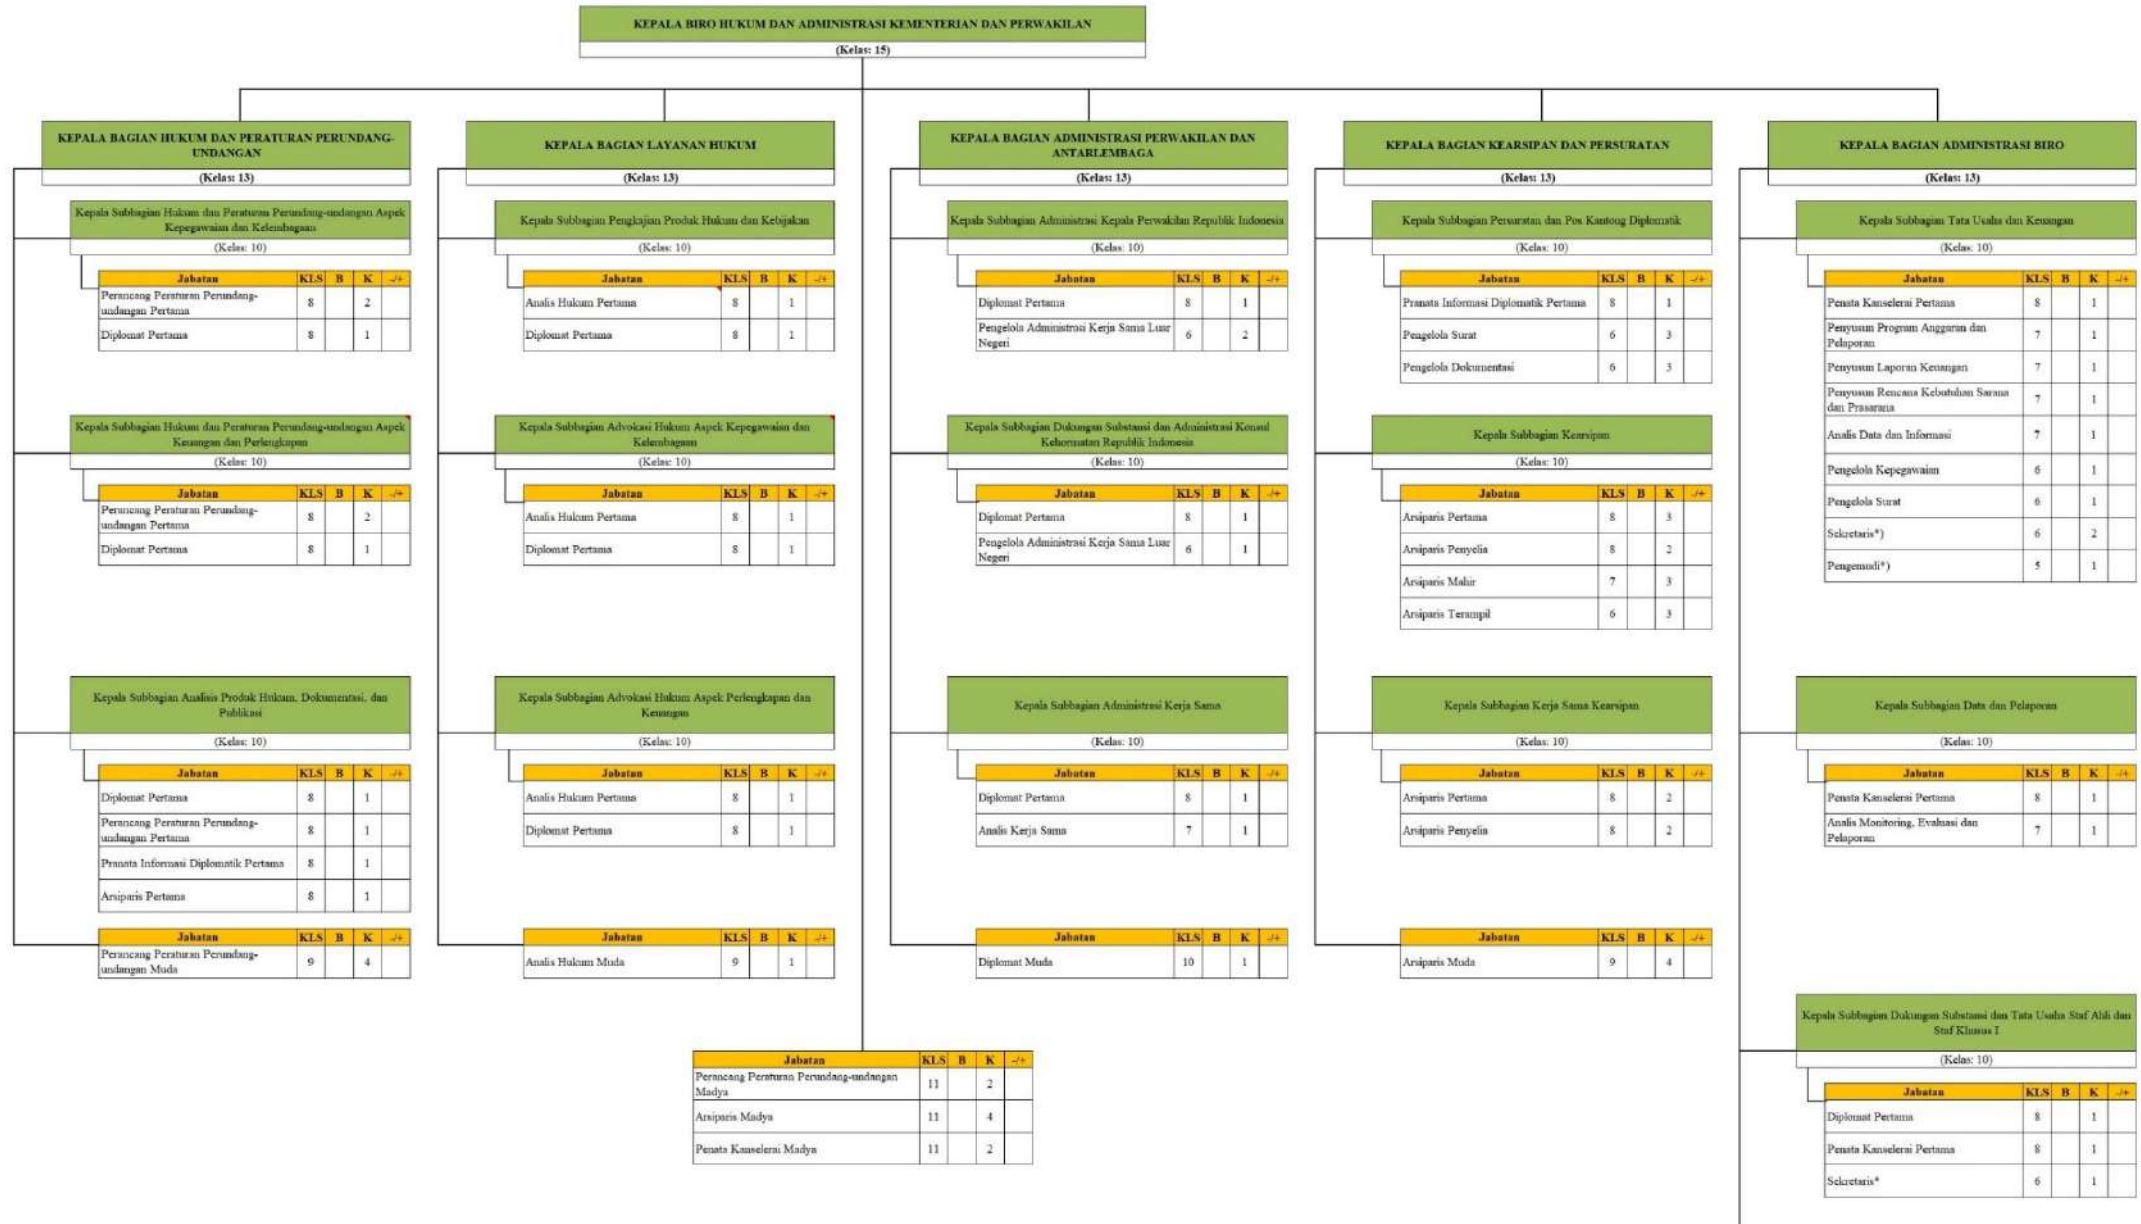 KEPALA BIRO HUKUM DAN ADMINISTRASI KEMENTERIAN DAN PERWAKILAN
(Kelas: 15)
KEPALA BAGIAN HUKUM DAN PERATURAN PERUNDANG-
UNDANGAN
(Kelas: 13)
Kepala Subbagian Hukum dan Peraturan Perundang-undangan Aspek
Kepegawaian dan Kelembagaan
(Kelas: 10)
Jabatan KLS B K -/+
Perancang Peraturan Perundang-
undangan Pertama 8 2
Diplomat Pertama 8 1
Kepala Subbagian Hukum dan Peraturan Perundang-undangan Aspek
Keuangan dan Perlengkapan
(Kelas: 10)
Jabatan KLS B K -/+
Perancang Peraturan Perundang-
undangan Pertama 8 2
Diplomat Pertama 8 1
Kepala Subbagian Analisis Produk Hukum, Dokumentasi, dan
Publikasi
(Kelas: 10)
Jabatan KLS B K -/+
Diplomat Pertama 8 1
Perancang Peraturan Perundang-
undangan Pertama 8 1
Pranata Informasi Diplomatik Pertama 8 1
Arsiparis Pertama 8 1
Jabatan KLS B K -/+
Perancang Peraturan Perundang-
undangan Muda 9 4
KEPALA BAGIAN LAYANAN HUKUM
(Kelas: 13)
Kepala Subbagian Pengkajian Produk Hukum dan Kebijakan
(Kelas: 10)
Jabatan KLS B K -/+
Analis Hukum Pertama 8 1
Diplomat Pertama 8 1
Kepala Subbagian Advokasi Hukum Aspek Kepegawaian dan
Kelembagaan
(Kelas: 10)
Jabatan KLS B K -/+
Analis Hukum Pertama 8 1
Diplomat Pertama 8 1
Kepala Subbagian Advokasi Hukum Aspek Perlengkapan dan
Keuangan
(Kelas: 10)
Jabatan KLS B K -/+
Analis Hukum Pertama 8 1
Diplomat Pertama 8 1
Jabatan KLS B K -/+
Analis Hukum Muda 9 1
KEPALA BAGIAN ADMINISTRASI PERWAKILAN DAN
ANTARLEMBAGA
(Kelas: 13)
Kepala Subbagian Administrasi Kepala Perwakilan Republik Indonesia
(Kelas: 10)
Jabatan KLS B K -/+
Diplomat Pertama 8 1
Pengelola Administrasi Kerja Sama Luar
Negeri 6 2
Kepala Subbagian Dukungan Substansi dan Administrasi Konsul
Kehormatan Republik Indonesia
(Kelas: 10)
Jabatan KLS B K -/+
Diplomat Pertama 8 1
Pengelola Administrasi Kerja Sama Luar
Negeri 6 1
Kepala Subbagian Administrasi Kerja Sama
(Kelas: 10)
Jabatan KLS B K -/+
Diplomat Pertama 8 1
Analis Kerja Sama 7 1
Jabatan KLS B K -/+
Diplomat Muda 10 1
KEPALA BAGIAN KEARSIPAN DAN PERSURATAN
(Kelas: 13)
Kepala Subbagian Persuratan dan Pos Kantong Diplomatik
(Kelas: 10)
Jabatan KLS B K -/+
Pranata Informasi Diplomatik Pertama 8 1
Pengelola Surat 6 3
Pengelola Dokumentasi 6 3
Kepala Subbagian Kearsipan
(Kelas: 10)
Jabatan KLS B K -/+
Arsiparis Pertama 8 3
Arsiparis Penyelia 8 2
Arsiparis Mahir 7 3
Arsiparis Terampil 6 3
Kepala Subbagian Kerja Sama Kearsipan
(Kelas: 10)
Jabatan KLS B K -/+
Arsiparis Pertama 8 2
Arsiparis Penyelia 8 2
Jabatan KLS B K -/+
Arsiparis Muda 9 4
KEPALA BAGIAN ADMINISTRASI BIRO
(Kelas: 13)
Kepala Subbagian Tata Usaha dan Keuangan
(Kelas: 10)
Jabatan KLS B K -/+
Penata Kanselerai Pertama 8 1
Penyusun Program Anggaran dan
Pelaporan 7 1
Penyusun Laporan Keuangan 7 1
Penyusun Rencana Kebutuhan Sarana
dan Prasarana 7 1
Analis Data dan Informasi 7 1
Pengelola Kepegawaian 6 1
Pengelola Surat 6 1
Sekretaris*) 6 2
Pengemudi*) 5 1
Kepala Subbagian Data dan Pelaporan
(Kelas: 10)
Jabatan KLS B K -/+
Penata Kanselerai Pertama 8 1
Analis Monitoring, Evaluasi dan
Pelaporan 7 1
Kepala Subbagian Dukungan Substansi dan Tata Usaha Staf Ahli dan
Staf Khusus I
(Kelas: 10)
Jabatan KLS B K -/+
Diplomat Pertama 8 1
Penata Kanselerai Pertama 8 1
Sekretaris* 6 1
Jabatan KLS B K -/+
Perancang Peraturan Perundang-undangan
Madya 11 2
Arsiparis Madya 11 4
Penata Kanselerai Madya 11 2